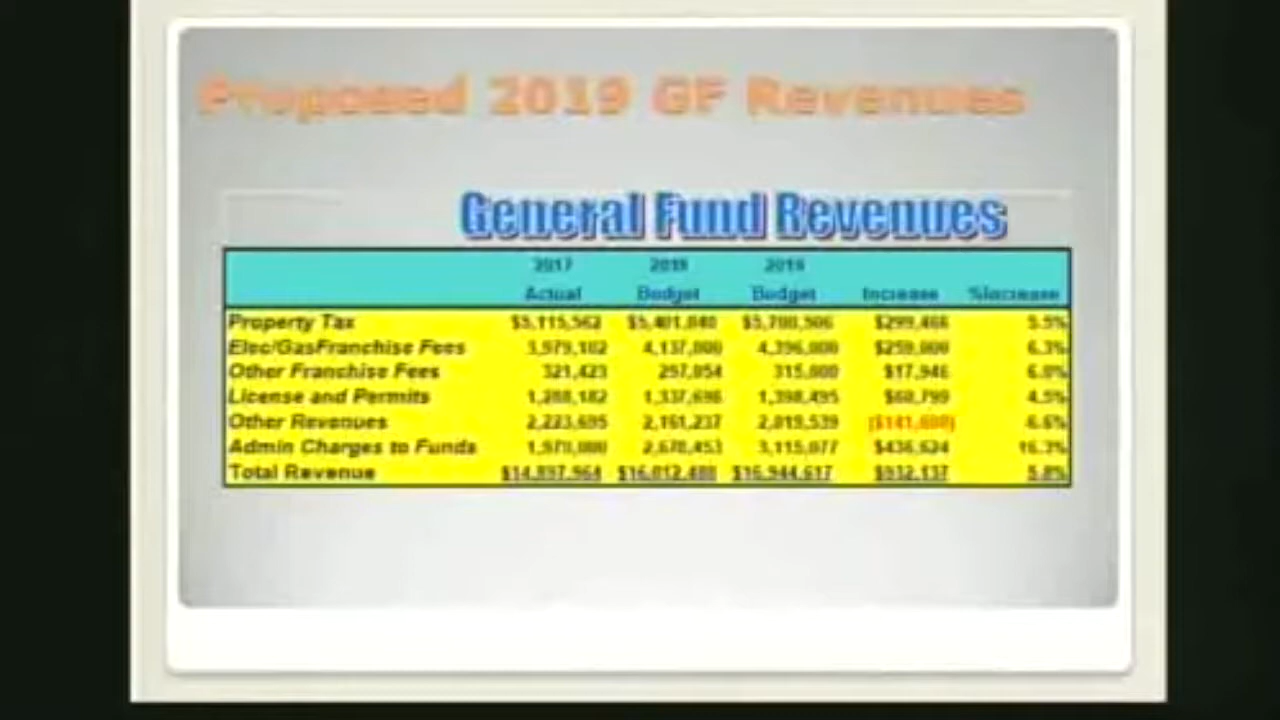 Proposed 2019 GF Revenues
General Fund Revenues
2017 2018 2019
Actual Budget Budget Increase %Increase
Property Tax $5,115,562 $5,401,040 $5,700,506 $299,466 5.5%
Elec/GasFranchise Fees 3,979,102 4,137,000 4,396,000 $259,000 6.3%
Other Franchise Fees 321,423 297,054 315,000 $17,946 6.0%
License and Permits 1,288,182 1,337,696 1,398,495 $60,799 4.5%
Other Revenues 2,223,695 2,161,237 2,019,539 ($141,698) -6.6%
Admin Charges to Funds 1,970,000 2,678,453 3,115,077 $436,624 16.3%
Total Revenue $14,897,964 $16,012,480 $16,944,617 $932,137 5.8%